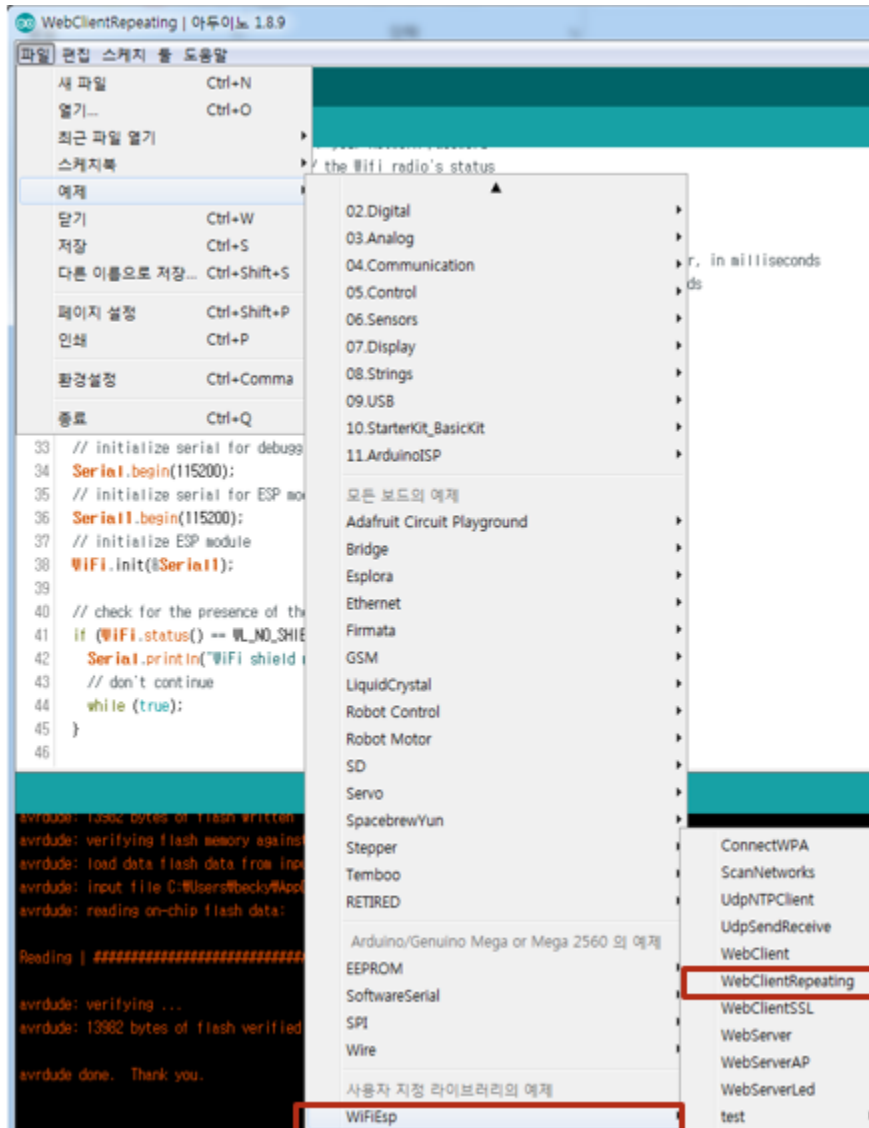 WebClientRepeating | 아두이노 1.8.9
파일 편집 스케치 툴 도움말
새 파일 Ctrl+N
열기... Ctrl+O
최근 파일 열기
스케치북
예제
닫기 Ctrl+W
저장 Ctrl+S
다른 이름으로 저장... Ctrl+Shift+S
페이지 설정 Ctrl+Shift+P
인쇄 Ctrl+P
환경설정 Ctrl+Comma
종료 Ctrl+Q
/ the Wifi radio's status
r, in milliseconds
ds
02.Digital
03.Analog
04.Communication
05.Control
06.Sensors
07.Display
08.Strings
09.USB
10.StarterKit_BasicKit
11.ArduinoISP
모든 보드의 예제
Adafruit Circuit Playground
Bridge
Esplora
Ethernet
Firmata
GSM
LiquidCrystal
Robot Control
Robot Motor
SD
Servo
SpacebrewYun
Stepper
Temboo
RETIRED
Arduino/Genuino Mega or Mega 2560 의 예제
EEPROM
SoftwareSerial
SPI
Wire
사용자 지정 라이브러리의 예제
WiFiEsp
ConnectWPA
ScanNetworks
UdpNTPClient
UdpSendReceive
WebClient
WebClientRepeating
WebClientSSL
WebServer
WebServerAP
WebServerLed
test
33 // initialize serial for debugg
34 Serial.begin(115200);
35 // initialize serial for ESP mo
36 Serial1.begin(115200);
37 // initialize ESP module
38 WiFi.init(&Serial1);
39
40 // check for the presence of th
41 if (WiFi.status() == WL_NO_SHIE
42 Serial.println("WiFi shield
43 // don't continue
44 while (true);
45 }
46
avrdude: 13982 bytes of flash written
avrdude: verifying flash memory against
avrdude: load data flash data from inpu
avrdude: input file C:₩Users₩becky₩App
avrdude: reading on-chip flash data:
Reading | ##############################
avrdude: verifying ...
avrdude: 13982 bytes of flash verified
avrdude done. Thank you.